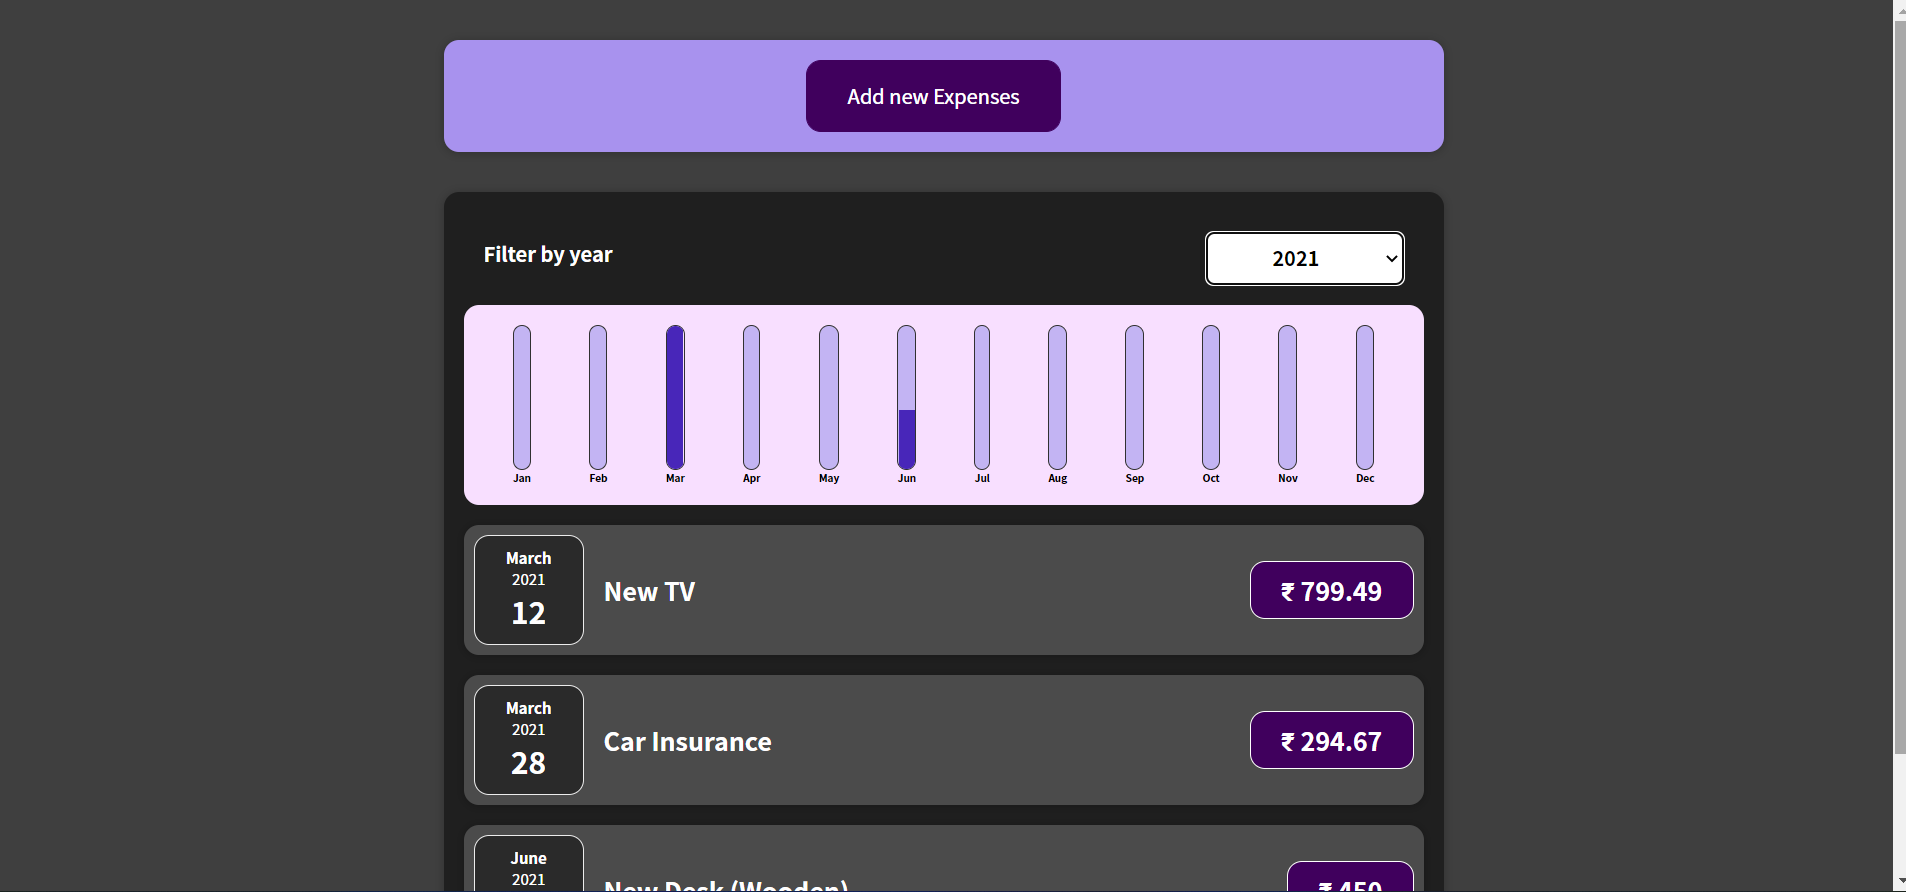 Add new Expenses
Filter by year
2021
Jan Feb Mar Apr May Jun Jul Aug Sep Oct Nov Dec
March
2021
12
New TV
₹ 799.49
March
2021
28
Car Insurance
₹ 294.67
June
2021
New Desk (Wooden)
₹ 450